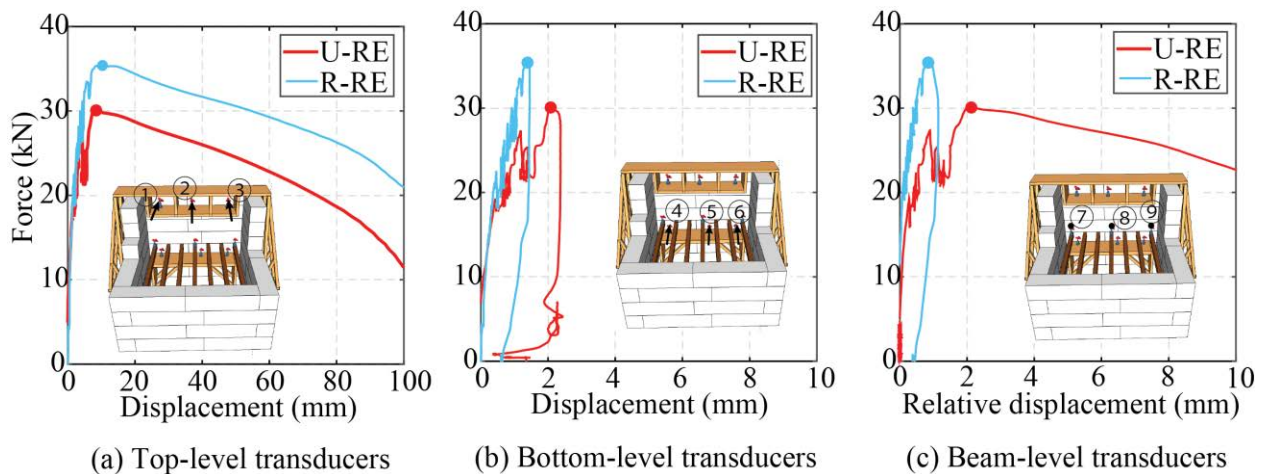 40
30
20
10
0
Force (kN)
U-RE
R-RE
1
2
3
0 20 40 60 80 100
Displacement (mm)
(a) Top-level transducers
40
30
20
10
0
U-RE
R-RE
4
5
6
0 2 4 6 8 10
Displacement (mm)
(b) Bottom-level transducers
40
30
20
10
0
U-RE
R-RE
7
8
9
0 2 4 6 8 10
Relative displacement (mm)
(c) Beam-level transducers